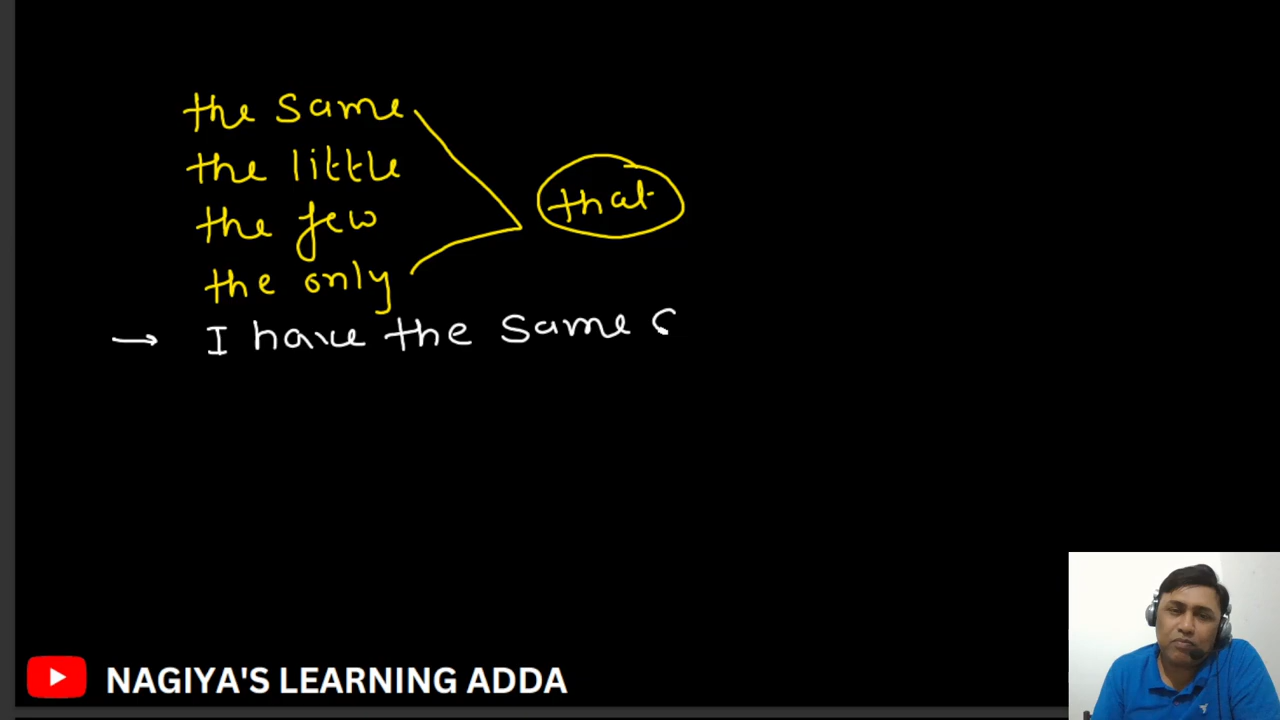 the same
the little
the few
the only
that
→ I have the same
NAGIYA'S LEARNING ADDA